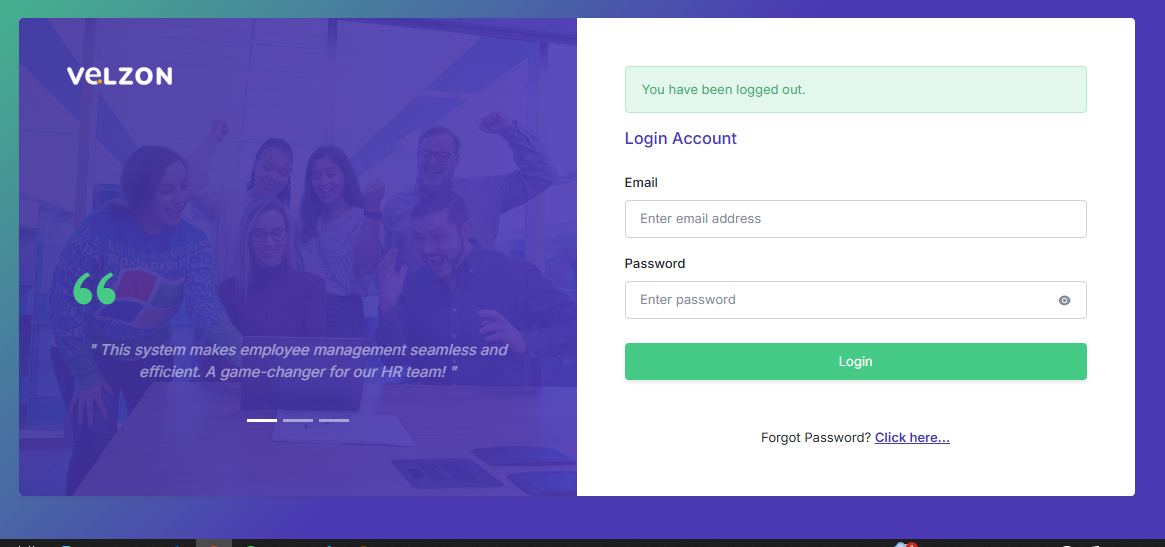 VELZON
You have been logged out.
Login Account
Email
Enter email address
Password
Enter password
" This system makes employee management seamless and
efficient. A game-changer for our HR team! "
Login
Forgot Password? Click here...